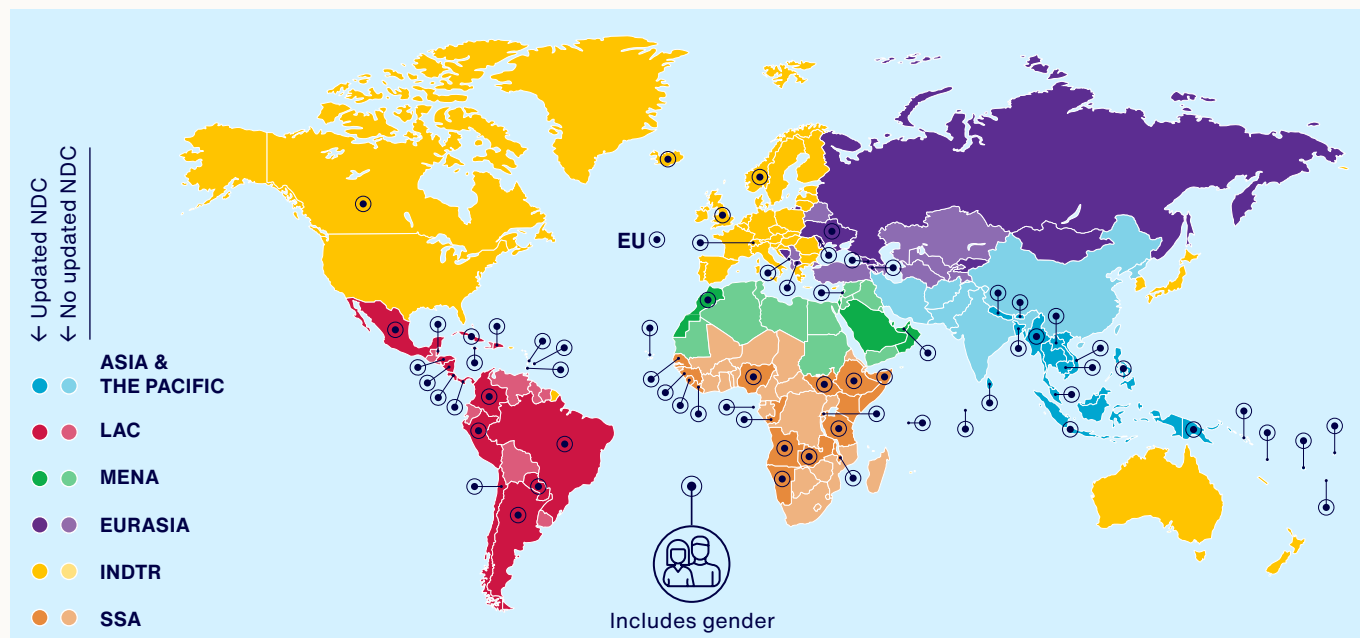 ← Updated NDC
← No updated NDC
EU
ASIA &
THE PACIFIC
LAC
MENA
EURASIA
INDTR
SSA
Includes gender